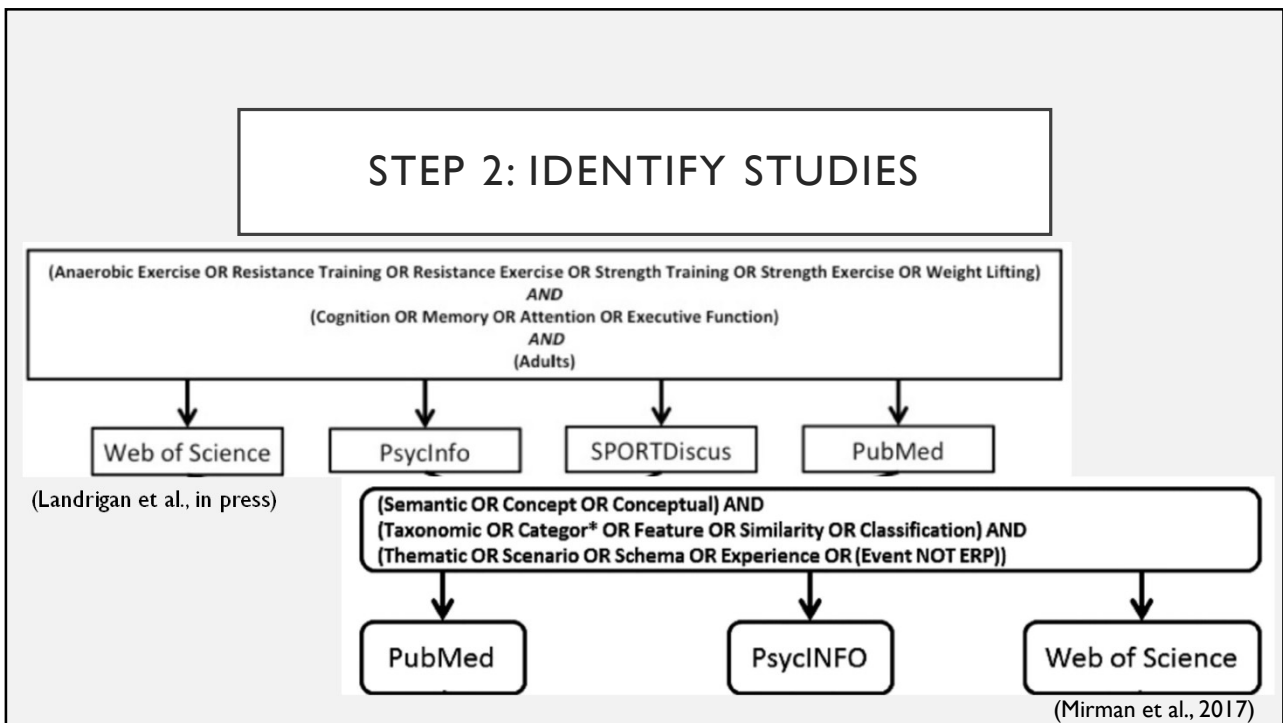 STEP 2: IDENTIFY STUDIES
(Anaerobic Exercise OR Resistance Training OR Resistance Exercise OR Strength Training OR Strength Exercise OR Weight Lifting)
AND
(Cognition OR Memory OR Attention OR Executive Function)
AND
(Adults)
Web of Science PsycInfo SPORTDiscus PubMed
(Landrigan et al., in press)
(Semantic OR Concept OR Conceptual) AND
(Taxonomic OR Categor* OR Feature OR Similarity OR Classification) AND
(Thematic OR Scenario OR Schema OR Experience OR (Event NOT ERP))
PubMed PsycINFO Web of Science
(Mirman et al., 2017)